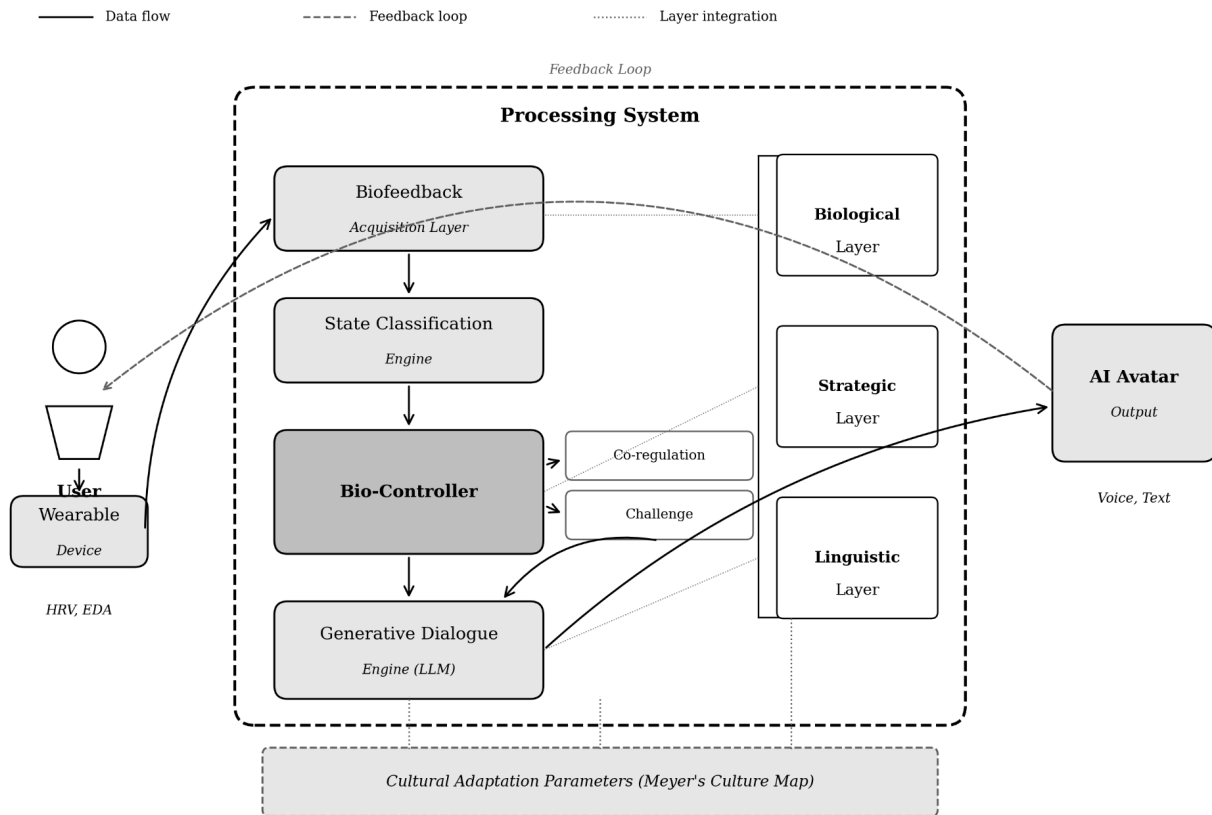 Data flow
Feedback loop
Layer integration
Feedback Loop
Processing System
Biofeedback
Acquisition Layer
State Classification
Engine
Bio-Controller
Co-regulation
Challenge
Generative Dialogue
Engine (LLM)
Biological
Layer
Strategic
Layer
Linguistic
Layer
User
Wearable
Device
HRV, EDA
AI Avatar
Output
Voice, Text
Cultural Adaptation Parameters (Meyer's Culture Map)